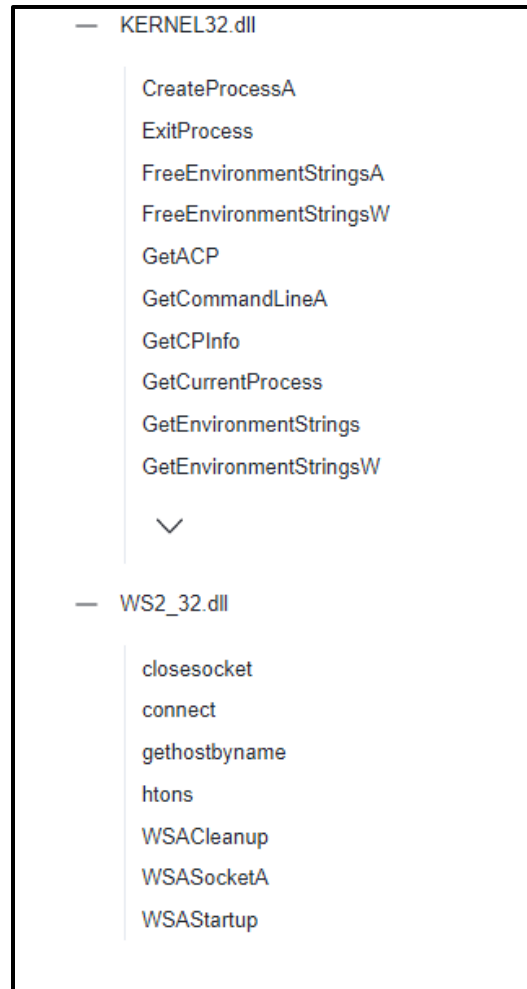 KERNEL32.dll
CreateProcessA
ExitProcess
FreeEnvironmentStringsA
FreeEnvironmentStringsW
GetACP
GetCommandLineA
GetCPInfo
GetCurrentProcess
GetEnvironmentStrings
GetEnvironmentStringsW
WS2_32.dll
closesocket
connect
gethostbyname
htons
WSACleanup
WSASocketA
WSAStartup